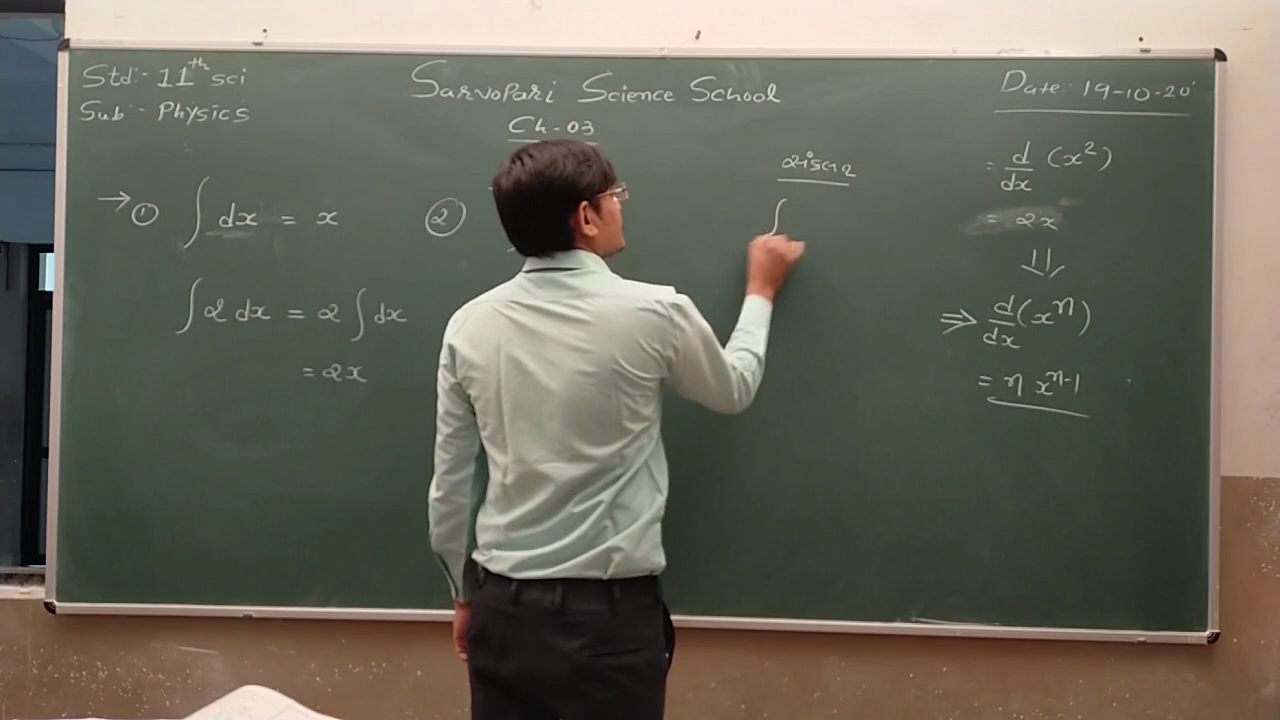 Std:- 11th sci
Sub:- Physics
Sarvopari Science School
Date:- 19-10-20
Ch-03
→ ① ∫ dx = x
∫ 2 dx = 2 ∫ dx
= 2x
②
∫
= d/dx (x²)
= 2x
⇓
⇒ d/dx (xⁿ)
= n xⁿ⁻¹